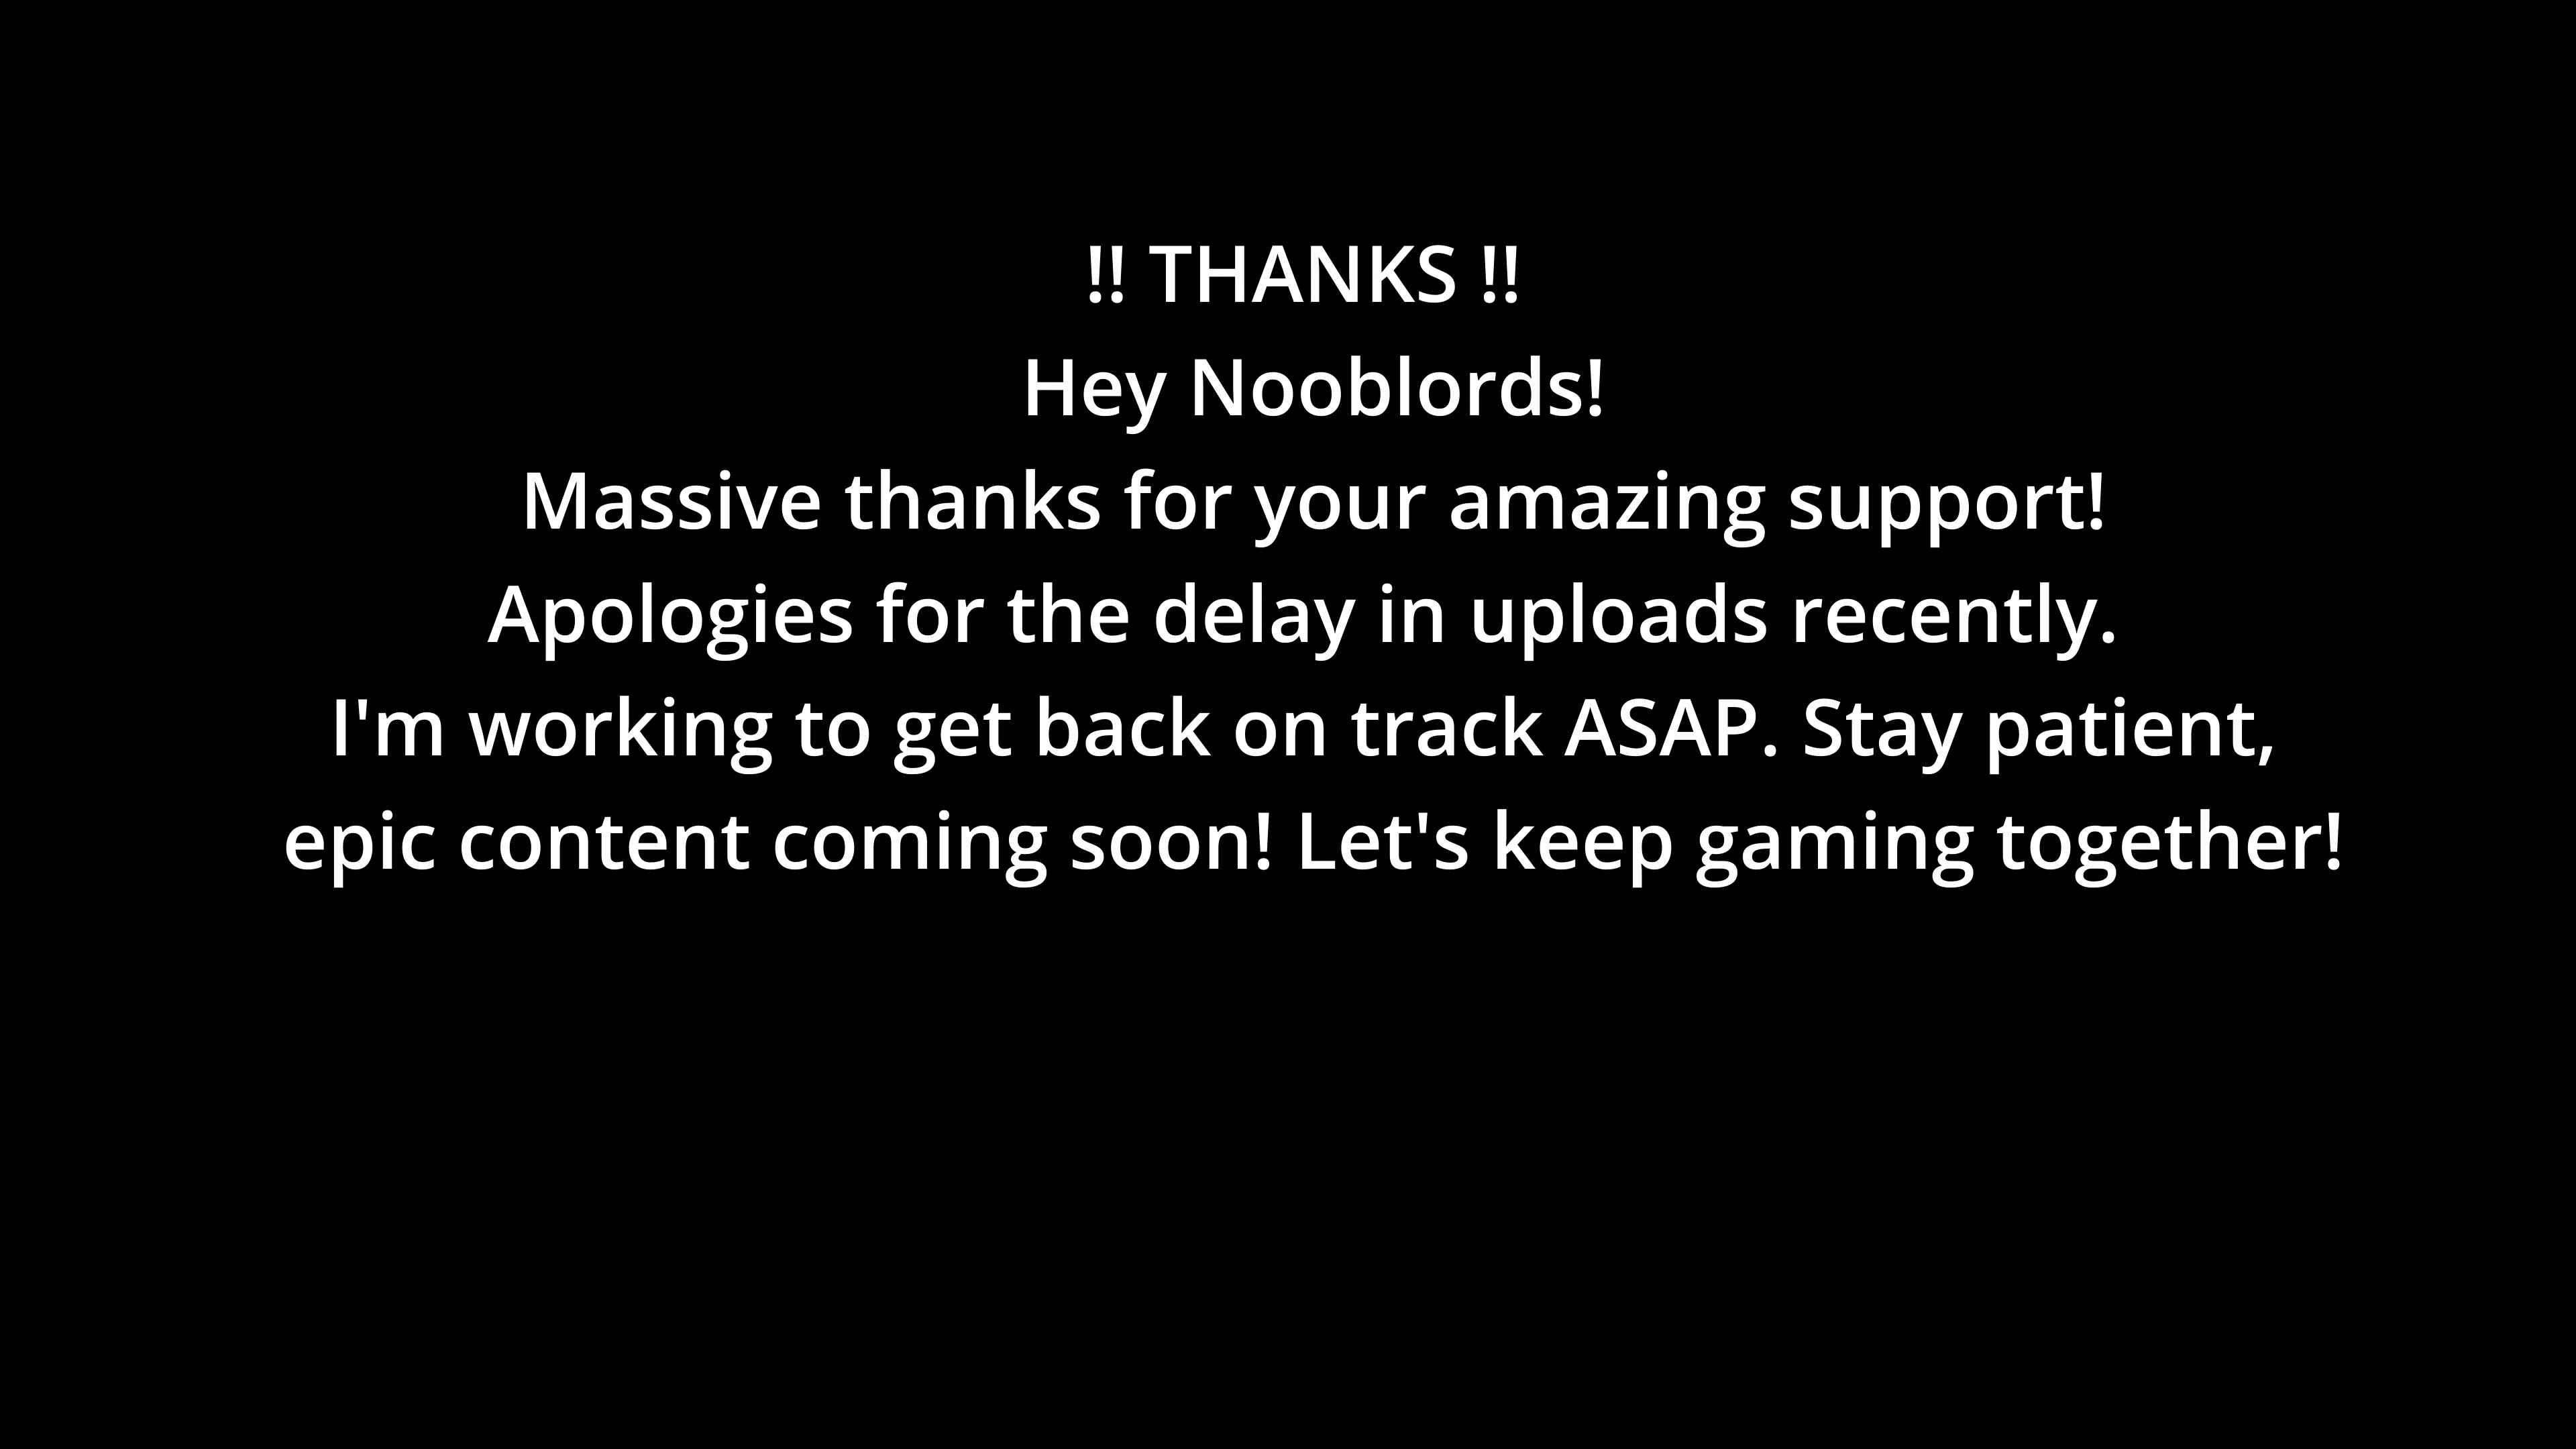 !! THANKS !!
Hey Nooblords!
Massive thanks for your amazing support!
Apologies for the delay in uploads recently.
I'm working to get back on track ASAP. Stay patient,
epic content coming soon! Let's keep gaming together!